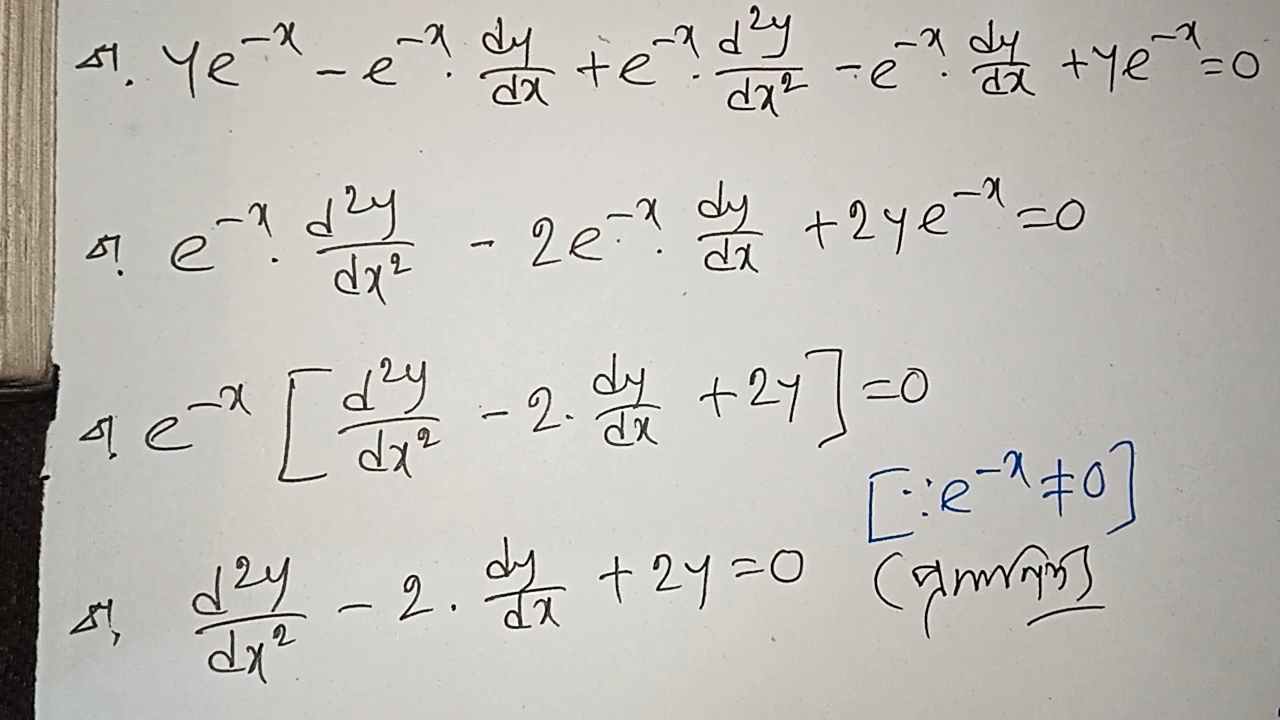 বা, ye⁻ˣ - e⁻ˣ. dy/dx + e⁻ˣ. d²y/dx² - e⁻ˣ. dy/dx + ye⁻ˣ = 0
বা, e⁻ˣ. d²y/dx² - 2e⁻ˣ. dy/dx + 2ye⁻ˣ = 0
বা, e⁻ˣ [d²y/dx² - 2. dy/dx + 2y] = 0
[∵ e⁻ˣ ≠ 0]
বা, d²y/dx² - 2. dy/dx + 2y = 0 (প্রমাণিত)